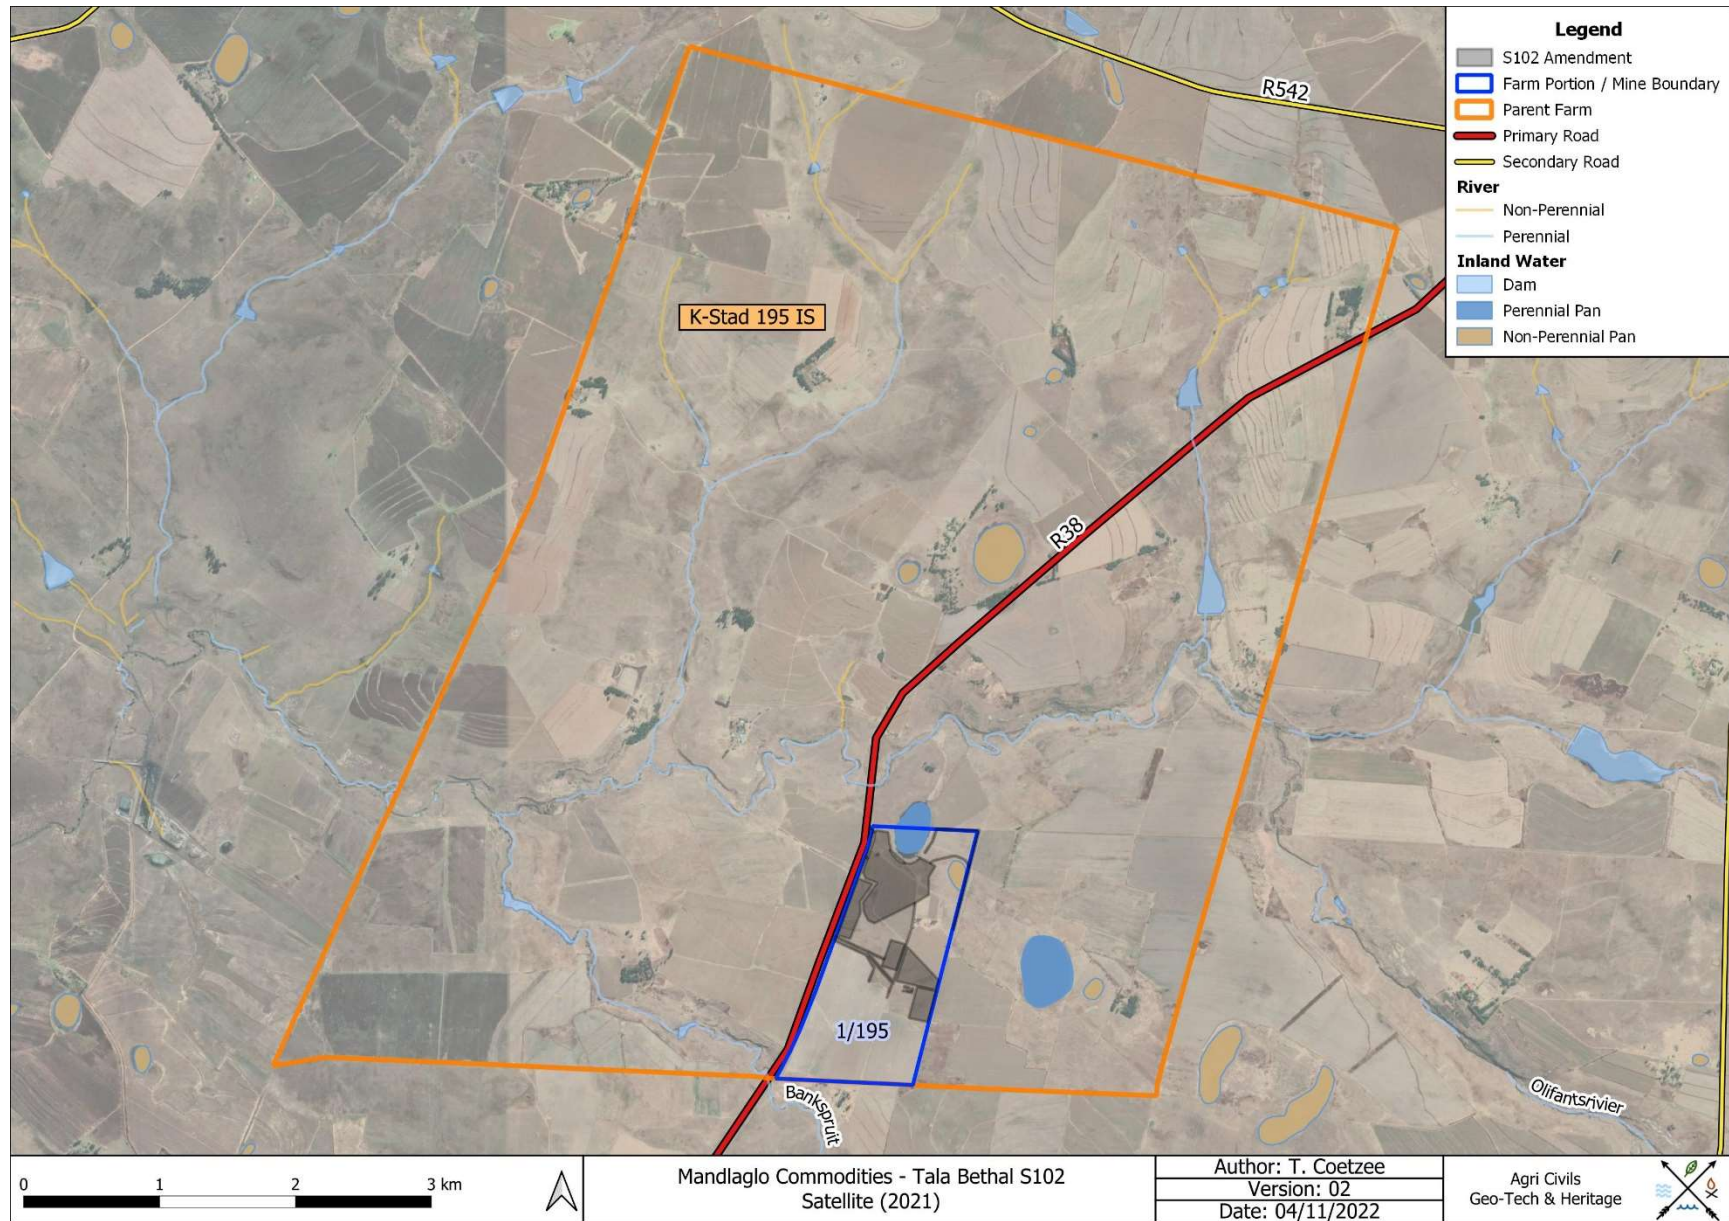 R542
K-Stad 195 IS
R38
1/195
Bankspruit
Olifantsrivier
Legend
S102 Amendment
Farm Portion / Mine Boundary
Parent Farm
Primary Road
Secondary Road
River
Non-Perennial
Perennial
Inland Water
Dam
Perennial Pan
Non-Perennial Pan
0 1 2 3 km
Mandlaglo Commodities - Tala Bethal S102
Satellite (2021)
Author: T. Coetzee
Version: 02
Date: 04/11/2022
Agri Civils
Geo-Tech & Heritage